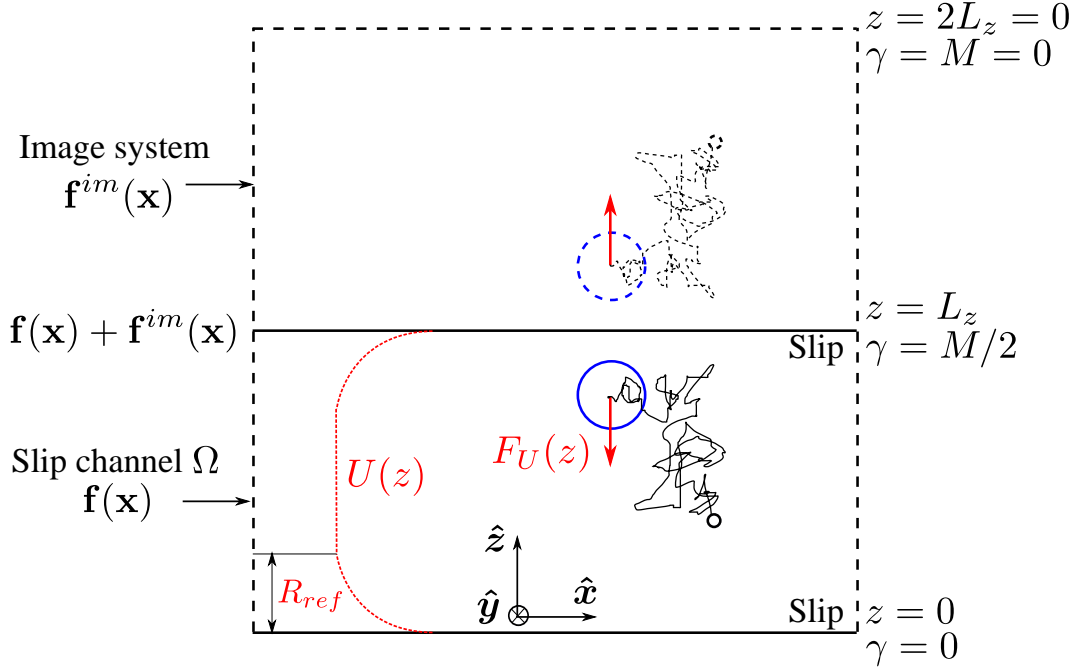 z = 2L_z = 0
γ = M = 0
Image system
f^{im}(x)
f(x) + f^{im}(x)
z = L_z
Slip
γ = M/2
F_U(z)
U(z)
Slip channel Ω
f(x)
ẑ
R_{ref}
ŷ
x̂
Slip
z = 0
γ = 0